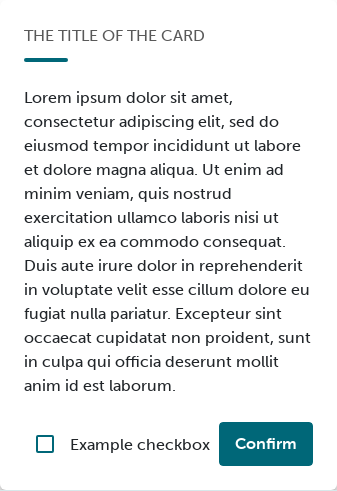 THE TITLE OF THE CARD
Lorem ipsum dolor sit amet,
consectetur adipiscing elit, sed do
eiusmod tempor incididunt ut labore
et dolore magna aliqua. Ut enim ad
minim veniam, quis nostrud
exercitation ullamco laboris nisi ut
aliquip ex ea commodo consequat.
Duis aute irure dolor in reprehenderit
in voluptate velit esse cillum dolore eu
fugiat nulla pariatur. Excepteur sint
occaecat cupidatat non proident, sunt
in culpa qui officia deserunt mollit
anim id est laborum.
Example checkbox Confirm